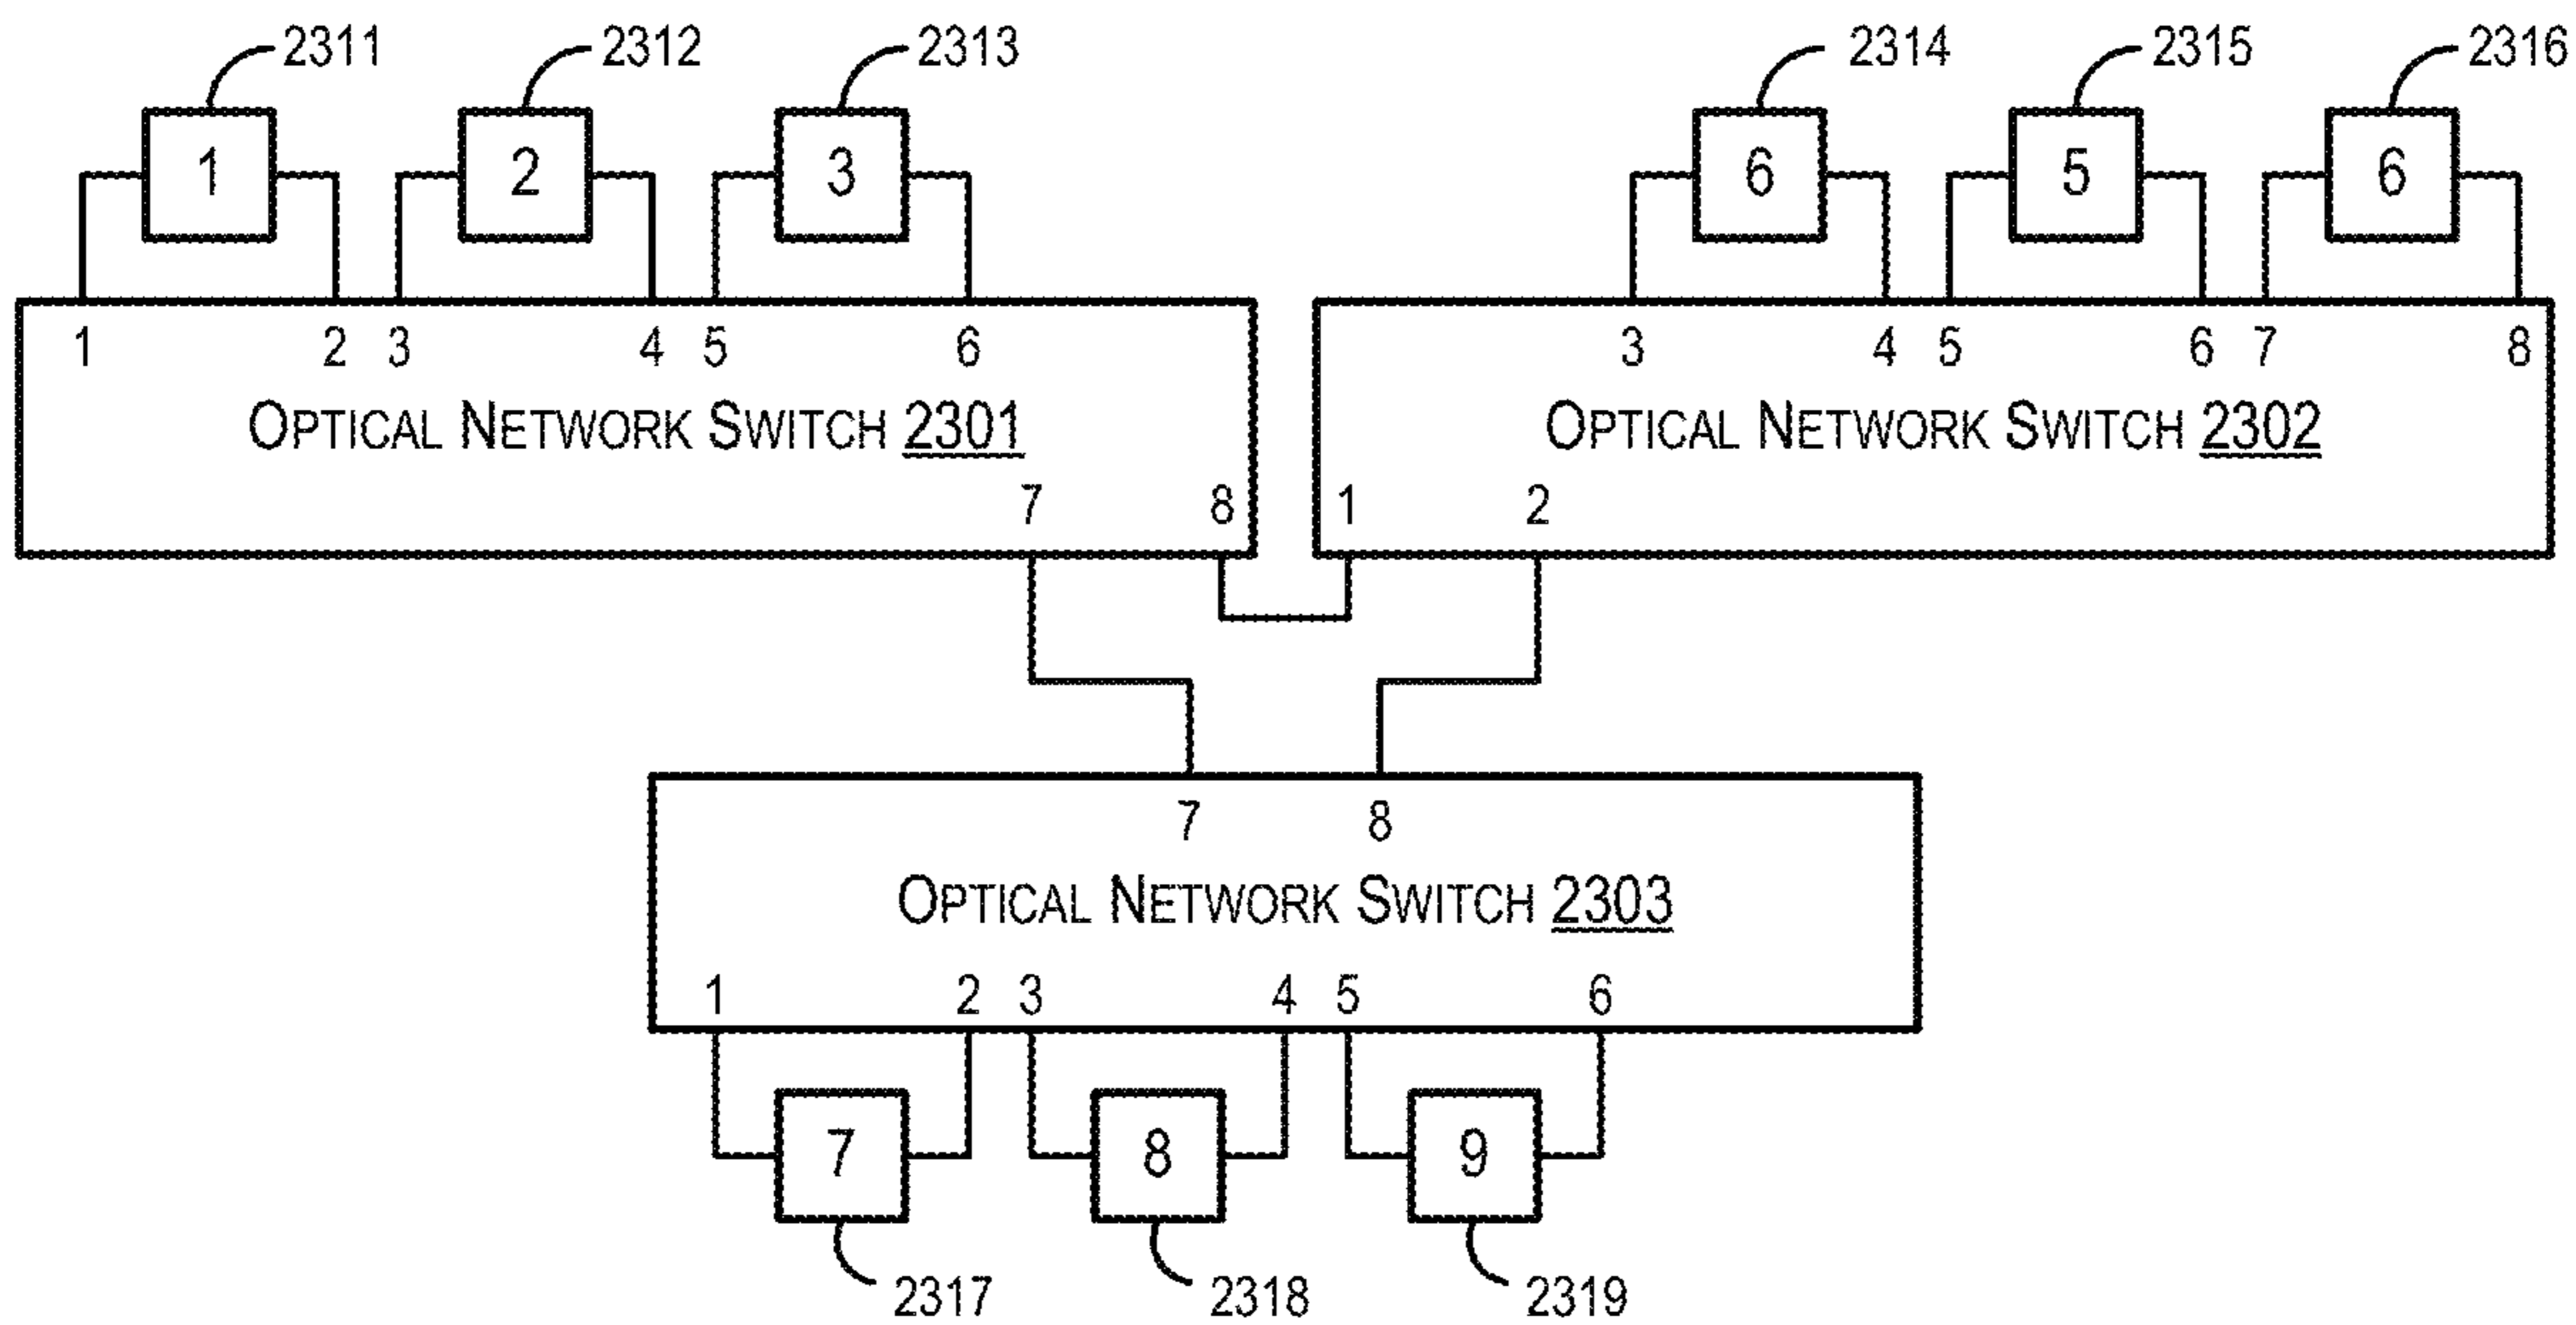 2311 2312 2313 2314 2315 2316
1 2 3 6 5 6
1 2 3 4 5 6 3 4 5 6 7 8
OPTICAL NETWORK SWITCH 2301 OPTICAL NETWORK SWITCH 2302
7 8 1 2
7 8
OPTICAL NETWORK SWITCH 2303
1 2 3 4 5 6
7 8 9
2317 2318 2319